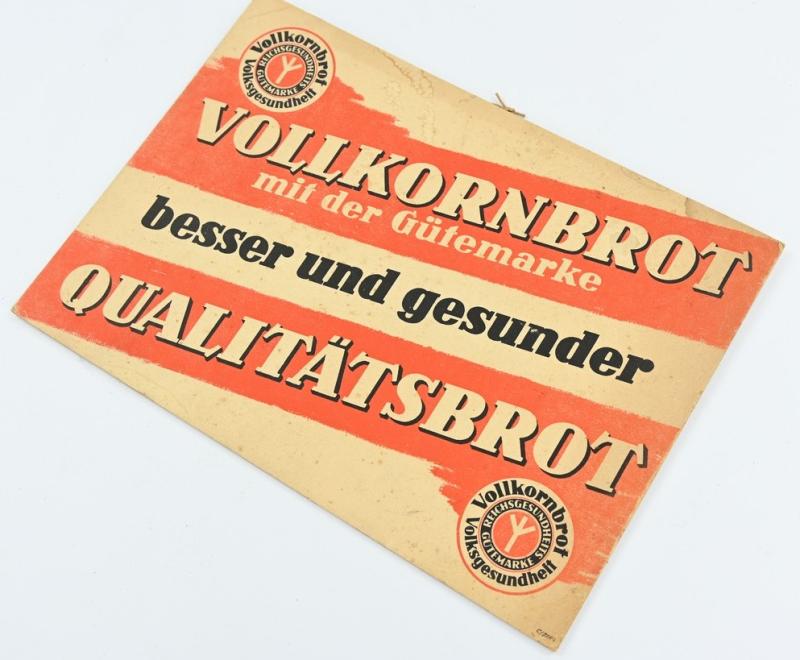 Vollkornbrot
REICHSGESUNDHEITS
GÜTEMARKE
Volksgesundheit
VOLLKORNBROT
mit der Gütemarke
besser und gesunder
QUALITÄTSBROT
Vollkornbrot
REICHSGESUNDHEITS
GÜTEMARKE
Volksgesundheit